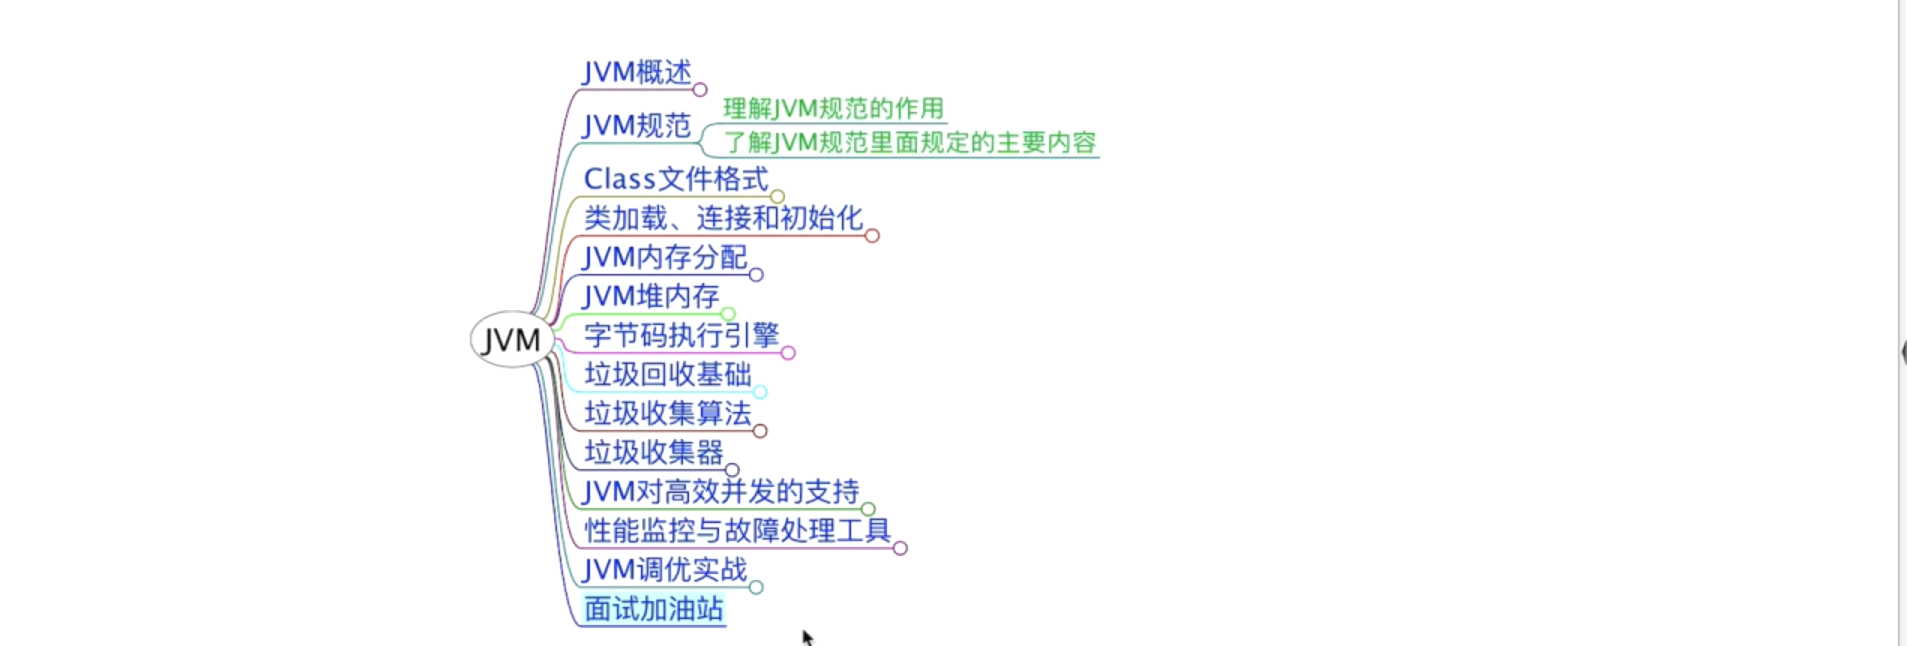 JVM概述
理解JVM规范的作用
JVM规范
了解JVM规范里面规定的主要内容
Class文件格式
类加载、连接和初始化
JVM内存分配
JVM堆内存
字节码执行引擎
JVM
垃圾回收基础
垃圾收集算法
垃圾收集器
JVM对高效并发的支持
性能监控与故障处理工具
JVM调优实战
面试加油站